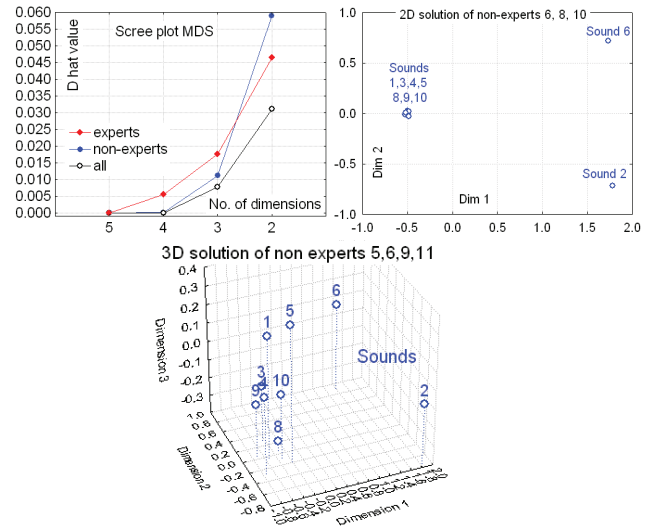 Scree plot MDS
D hat value
0.060
0.055
0.050
0.045
0.040
0.035
0.030
0.025
0.020
0.015
0.010
0.005
0.000
experts
non-experts
all
No. of dimensions
5 4 3 2
2D solution of non-experts 6, 8, 10
1.0
0.5
0.0
-0.5
-1.0
Dim 2
Sound 6
Sounds
1,3,4,5
8,9,10
Sound 2
Dim 1
-1.0 -0.5 0.0 0.5 1.0 1.5 2.0
3D solution of non experts 5,6,9,11
0.4
0.3
0.2
0.1
0.0
-0.1
-0.2
-0.3
Dimension 3
6
5
1
Sounds
3
10
9
2
8
1.0
0.8
0.6
0.4
0.2
0.0
-0.2
-0.4
-0.6
-0.8
Dimension 2
Dimension 1